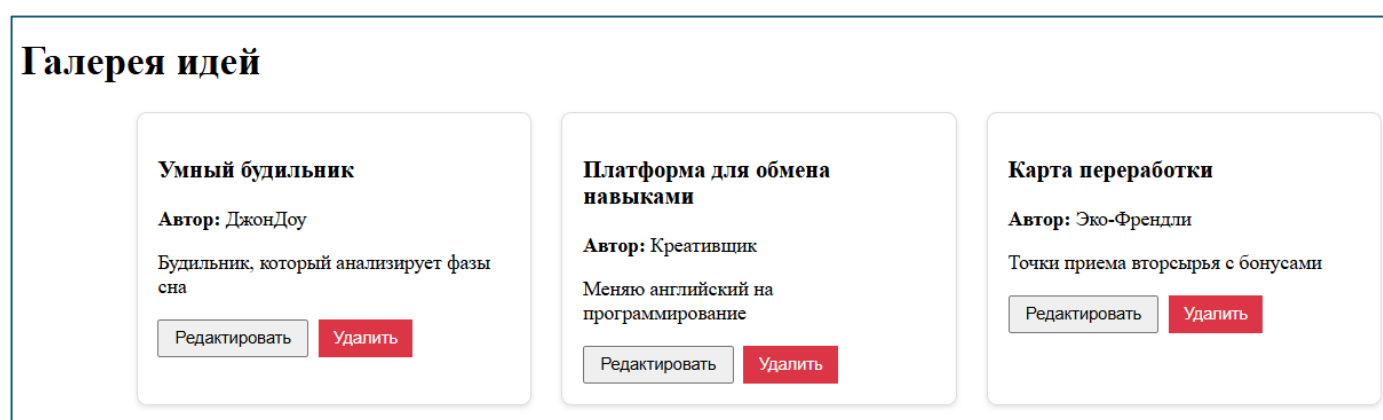 Галерея идей
Умный будильник
Автор: ДжонДоу
Будильник, который анализирует фазы
сна
Редактировать
Удалить
Платформа для обмена
навыками
Автор: Креативщик
Меняю английский на
программирование
Редактировать
Удалить
Карта переработки
Автор: Эко-Френдли
Точки приема вторсырья с бонусами
Редактировать
Удалить